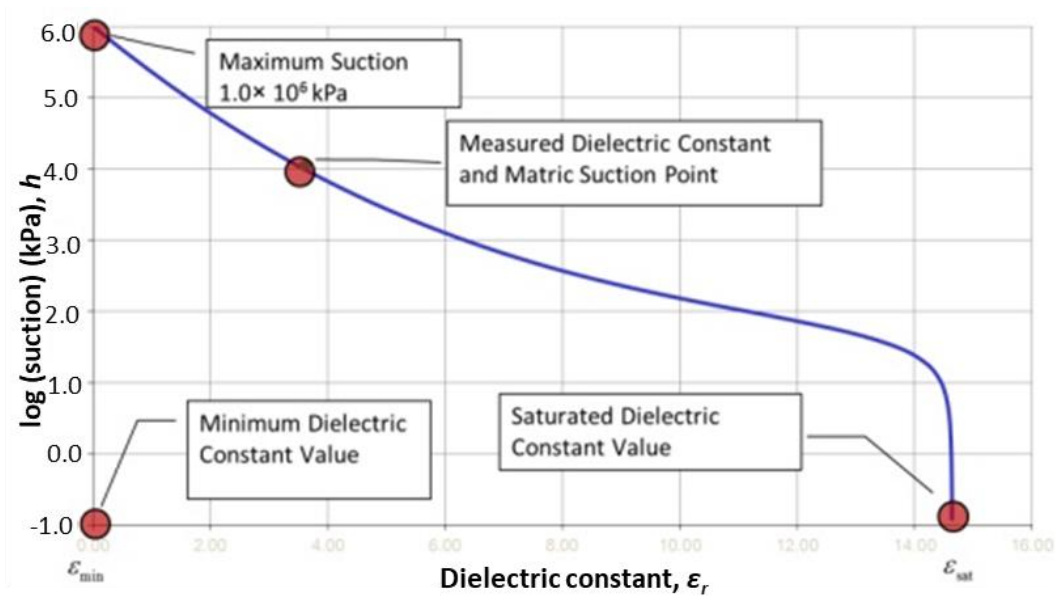 6.0
5.0
4.0
3.0
2.0
1.0
0.0
-1.0
log (suction) (kPa), h
Maximum Suction
1.0× 10⁶ kPa
Measured Dielectric Constant
and Matric Suction Point
Minimum Dielectric
Constant Value
Saturated Dielectric
Constant Value
0.00 2.00 4.00 6.00 8.00 10.00 12.00 14.00 16.00
εmin
εsat
Dielectric constant, εr